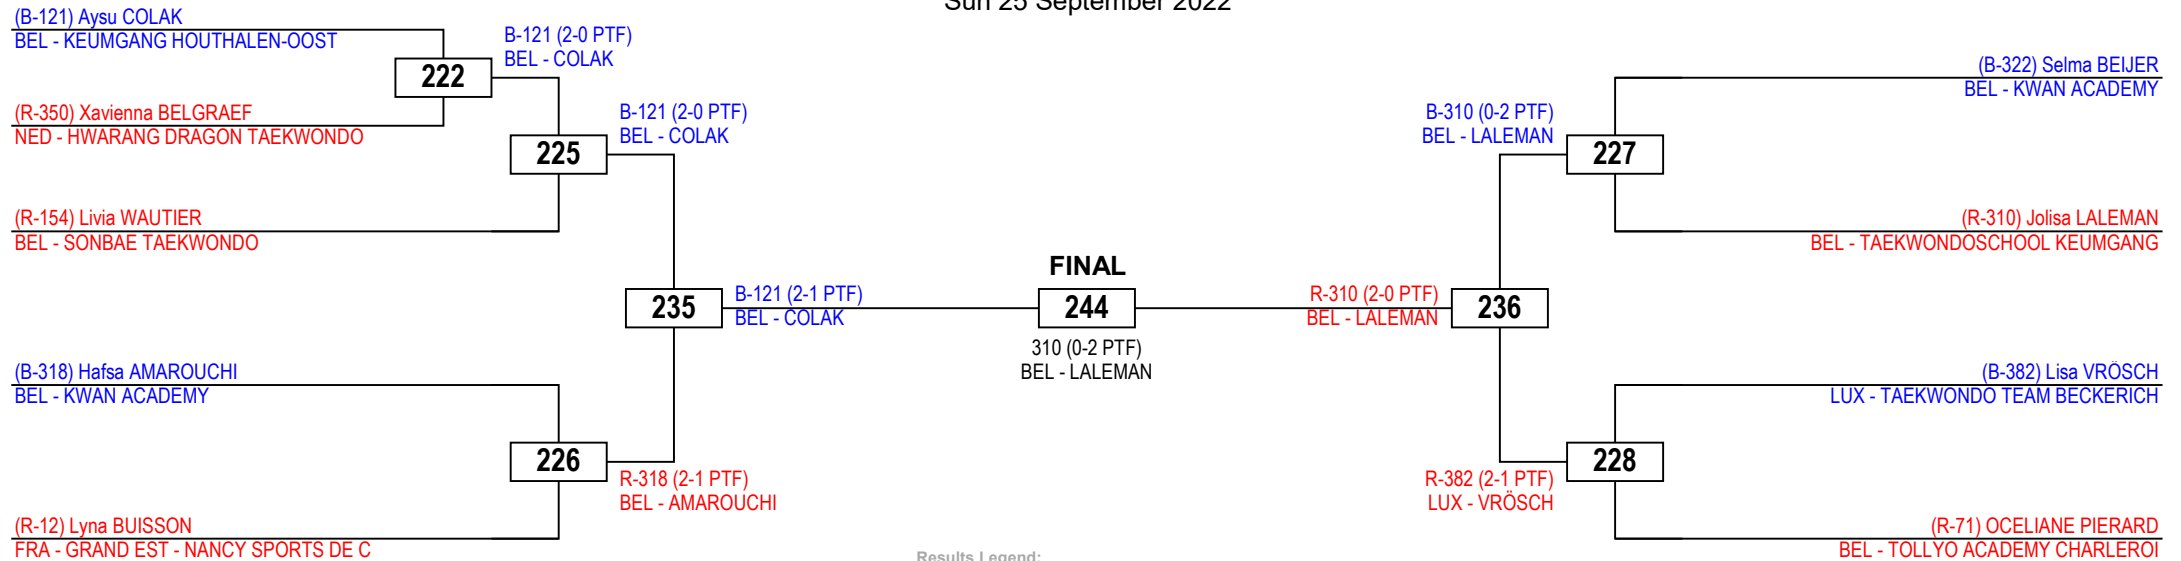 Sun 25 September 2022
(B-121) Aysu COLAK
BEL - KEUMGANG HOUTHALEN-OOST
222
B-121 (2-0 PTF)
BEL - COLAK
(R-350) Xavienna BELGRAEF
NED - HWARANG DRAGON TAEKWONDO
225
B-121 (2-0 PTF)
BEL - COLAK
(R-154) Livia WAUTIER
BEL - SONBAE TAEKWONDO
235
B-121 (2-1 PTF)
BEL - COLAK
(B-318) Hafsa AMAROUCHI
BEL - KWAN ACADEMY
226
R-318 (2-1 PTF)
BEL - AMAROUCHI
(R-12) Lyna BUISSON
FRA - GRAND EST - NANCY SPORTS DE C
FINAL
244
310 (0-2 PTF)
BEL - LALEMAN
(B-322) Selma BEIJER
BEL - KWAN ACADEMY
B-310 (0-2 PTF)
BEL - LALEMAN
227
(R-310) Jolisa LALEMAN
BEL - TAEKWONDOSCHOOL KEUMGANG
R-310 (2-0 PTF)
BEL - LALEMAN
236
(B-382) Lisa VRÖSCH
LUX - TAEKWONDO TEAM BECKERICH
R-382 (2-1 PTF)
LUX - VRÖSCH
228
(R-71) OCELIANE PIERARD
BEL - TOLLYO ACADEMY CHARLEROI
Results Legend: